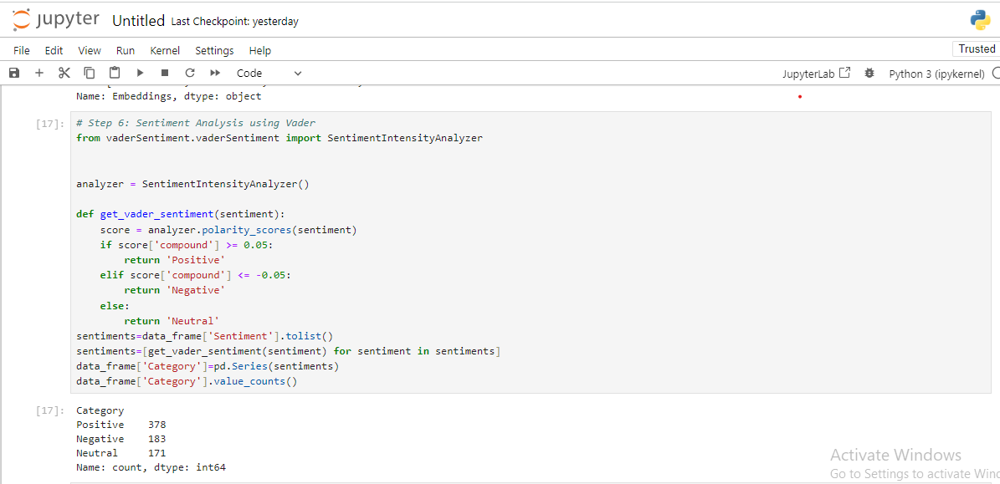 jupyter Untitled Last Checkpoint: yesterday
File Edit View Run Kernel Settings Help
Trusted
Code
JupyterLab
Python 3 (ipykernel)
Name: Embeddings, dtype: object
[17]:
# Step 6: Sentiment Analysis using Vader
from vaderSentiment.vaderSentiment import SentimentIntensityAnalyzer
analyzer = SentimentIntensityAnalyzer()
def get_vader_sentiment(sentiment):
    score = analyzer.polarity_scores(sentiment)
    if score['compound'] >= 0.05:
        return 'Positive'
    elif score['compound'] <= -0.05:
        return 'Negative'
    else:
        return 'Neutral'
sentiments=data_frame['Sentiment'].tolist()
sentiments=[get_vader_sentiment(sentiment) for sentiment in sentiments]
data_frame['Category']=pd.Series(sentiments)
data_frame['Category'].value_counts()
[17]:
Category
Positive    378
Negative    183
Neutral     171
Name: count, dtype: int64
Activate Windows
Go to Settings to activate Wind